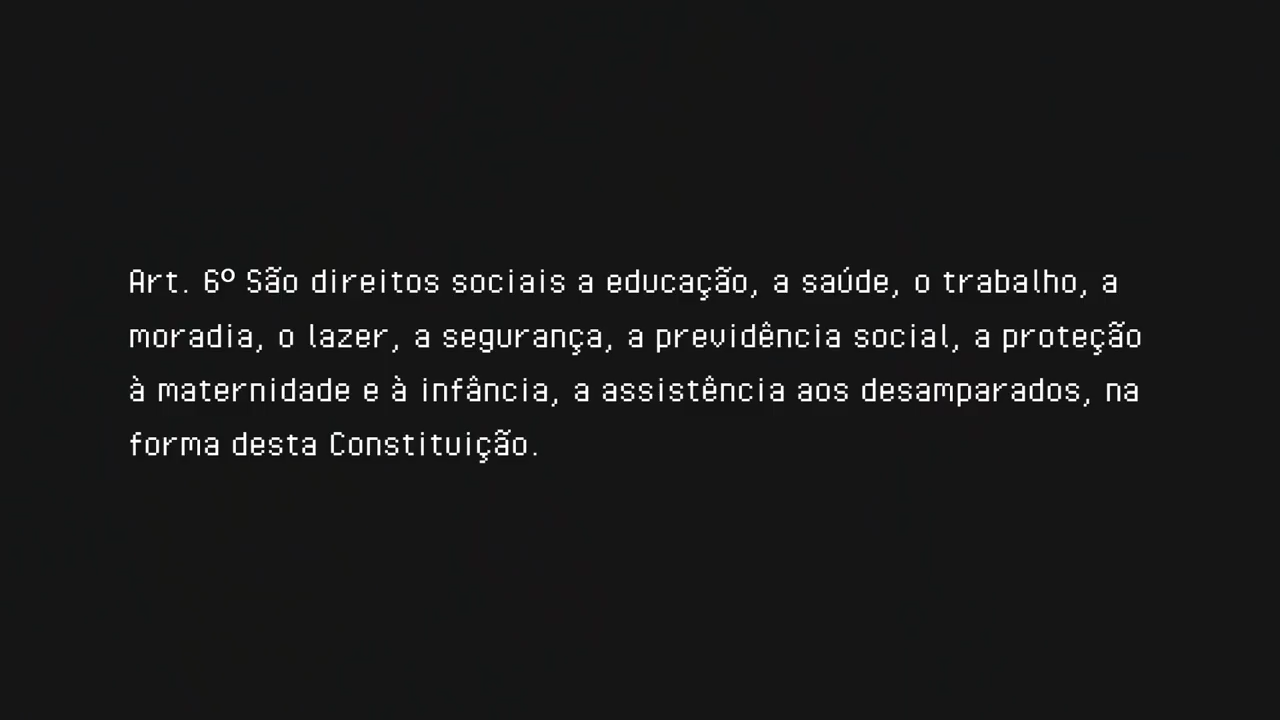 Art. 6º São direitos sociais a educação, a saúde, o trabalho, a
moradia, o lazer, a segurança, a previdência social, a proteção
à maternidade e à infância, a assistência aos desamparados, na
forma desta Constituição.